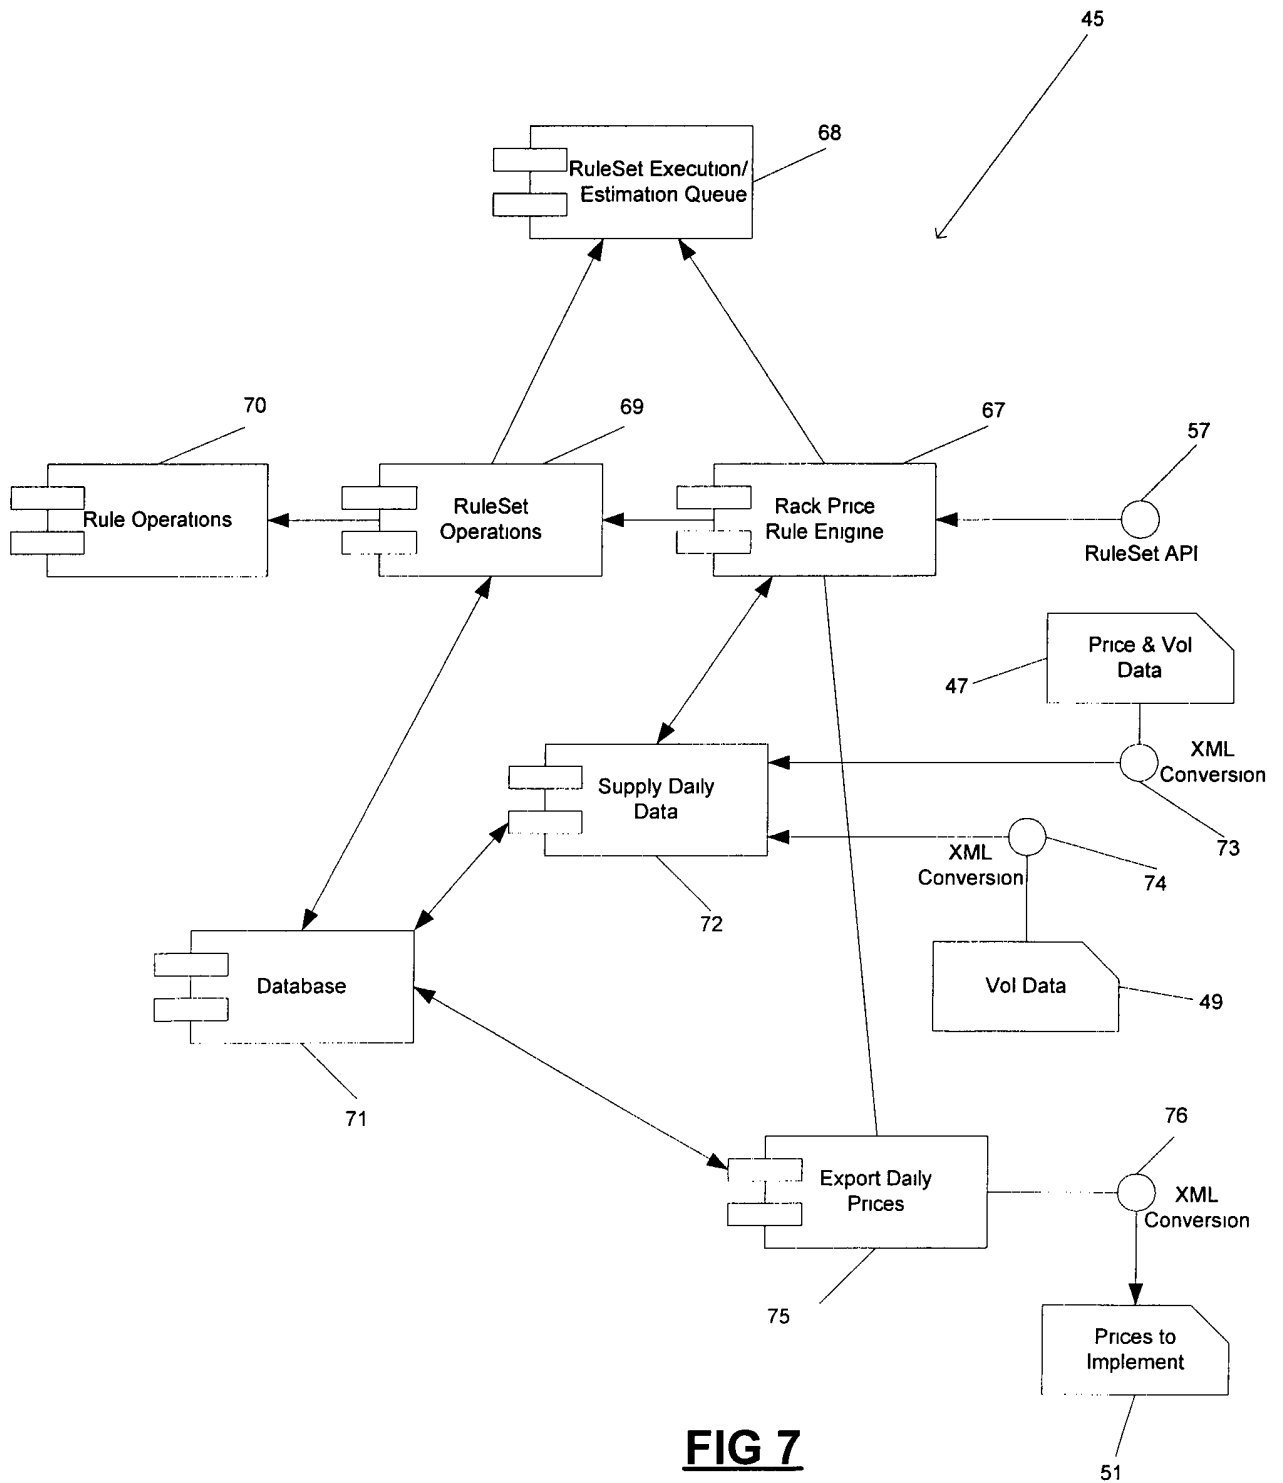 45
68
RuleSet Execution/
Estimation Queue
70
69
67
57
Rule Operations
RuleSet
Operations
Rack Price
Rule Enigine
RuleSet API
Price & Vol
Data
47
XML
Conversion
73
Supply Daily
Data
72
XML
Conversion
74
Vol Data
49
Database
71
76
Export Daily
Prices
XML
Conversion
75
Prices to
Implement
51
FIG 7